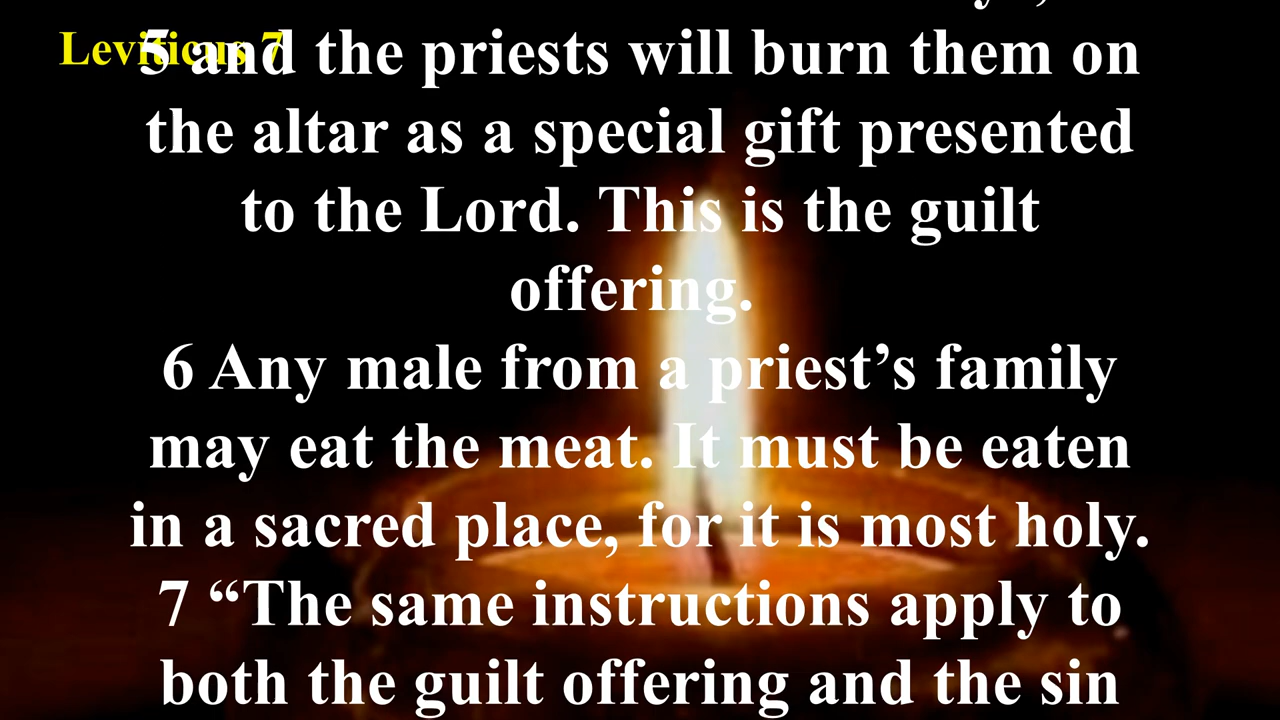 Leviticus 7
5 and the priests will burn them on
the altar as a special gift presented
to the Lord. This is the guilt
offering.
6 Any male from a priest’s family
may eat the meat. It must be eaten
in a sacred place, for it is most holy.
7 “The same instructions apply to
both the guilt offering and the sin